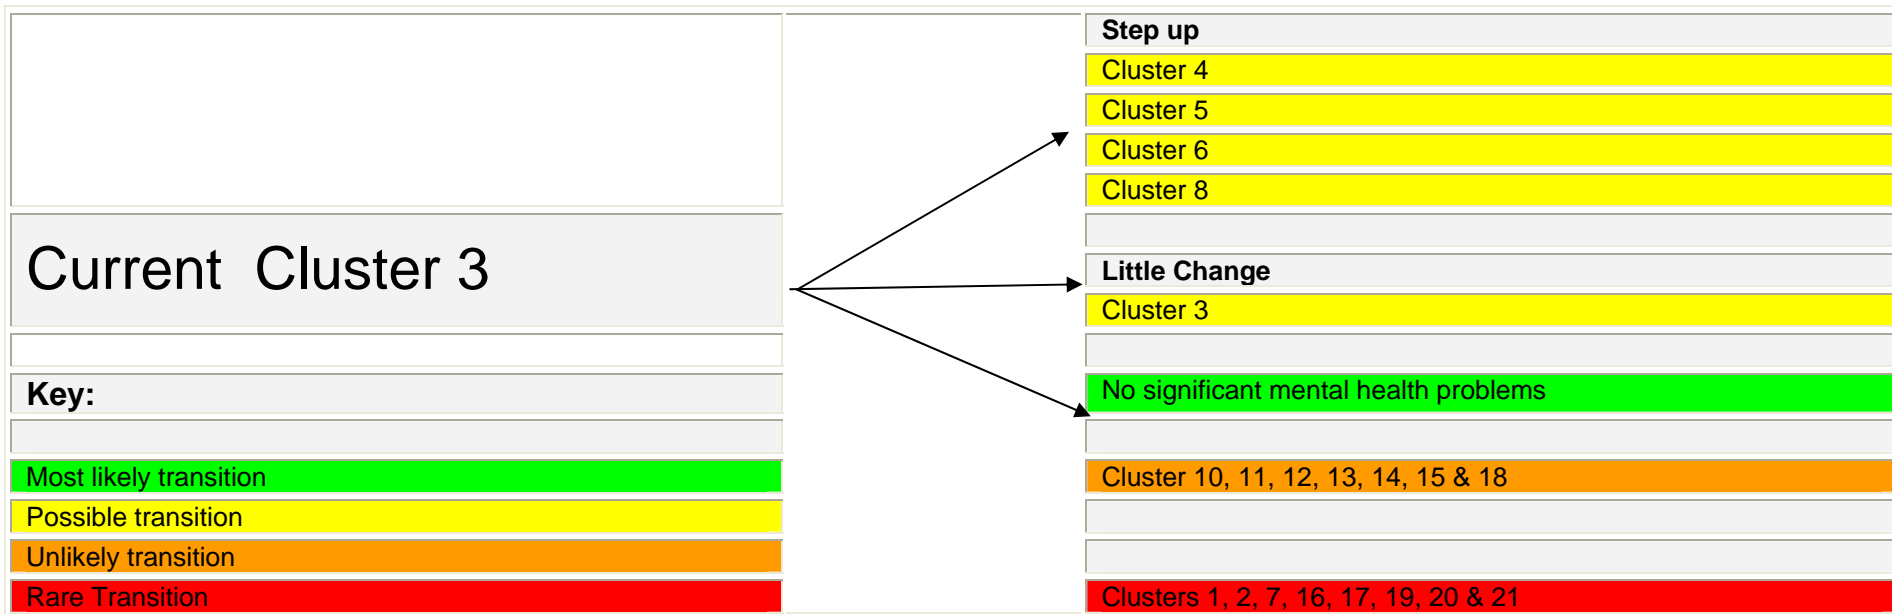 Current  Cluster 3
Key:
Most likely transition
Possible transition
Unlikely transition
Rare Transition
Step up
Cluster 4
Cluster 5
Cluster 6
Cluster 8
Little Change
Cluster 3
No significant mental health problems
Cluster 10, 11, 12, 13, 14, 15 & 18
Clusters 1, 2, 7, 16, 17, 19, 20 & 21